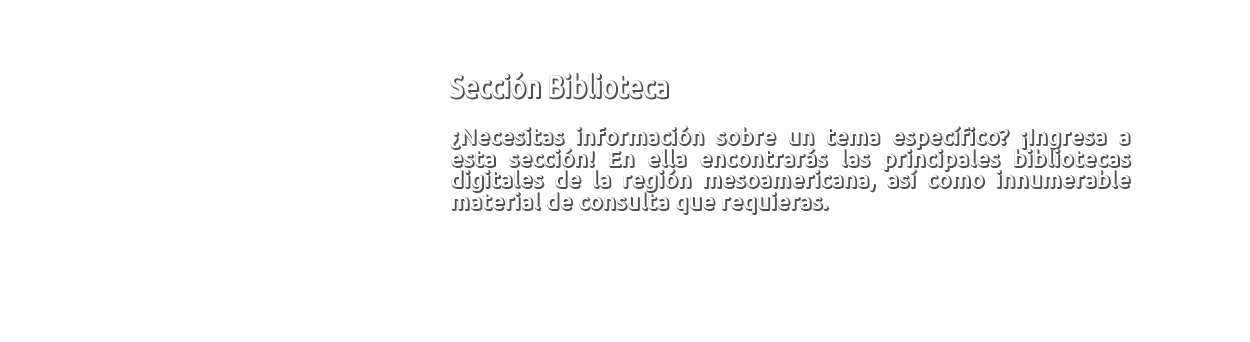 Sección Biblioteca
¿Necesitas información sobre un tema específico? ¡Ingresa a
esta sección! En ella encontrarás las principales bibliotecas
digitales de la región mesoamericana, así como innumerable
material de consulta que requieras.